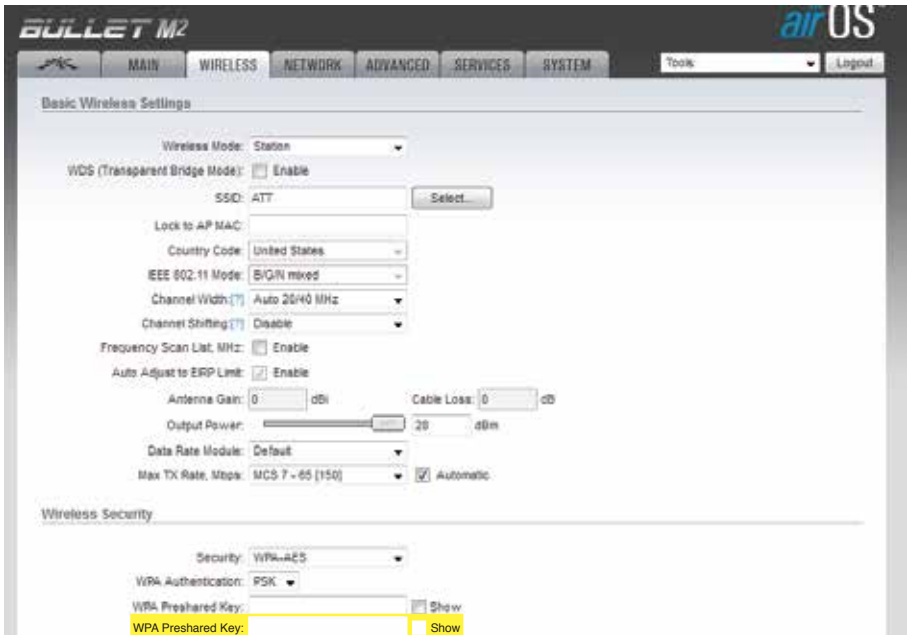 BULLET M2 airOS
MAIN WIRELESS NETWORK ADVANCED SERVICES SYSTEM Tools Logout
Basic Wireless Settings
Wireless Mode: Station
WDS (Transparent Bridge Mode): Enable
SSID: ATT Select...
Lock to AP MAC:
Country Code: United States
IEEE 802.11 Mode: B/G/N mixed
Channel Width:[?] Auto 20/40 MHz
Channel Shifting:[?] Disable
Frequency Scan List, MHz: Enable
Auto Adjust to EIRP Limit: Enable
Antenna Gain: 0 dBi Cable Loss: 0 dB
Output Power: 28 dBm
Data Rate Module: Default
Max TX Rate, Mbps: MCS 7 - 65 [150] Automatic
Wireless Security
Security: WPA-AES
WPA Authentication: PSK
WPA Preshared Key: Show
WPA Preshared Key: Show